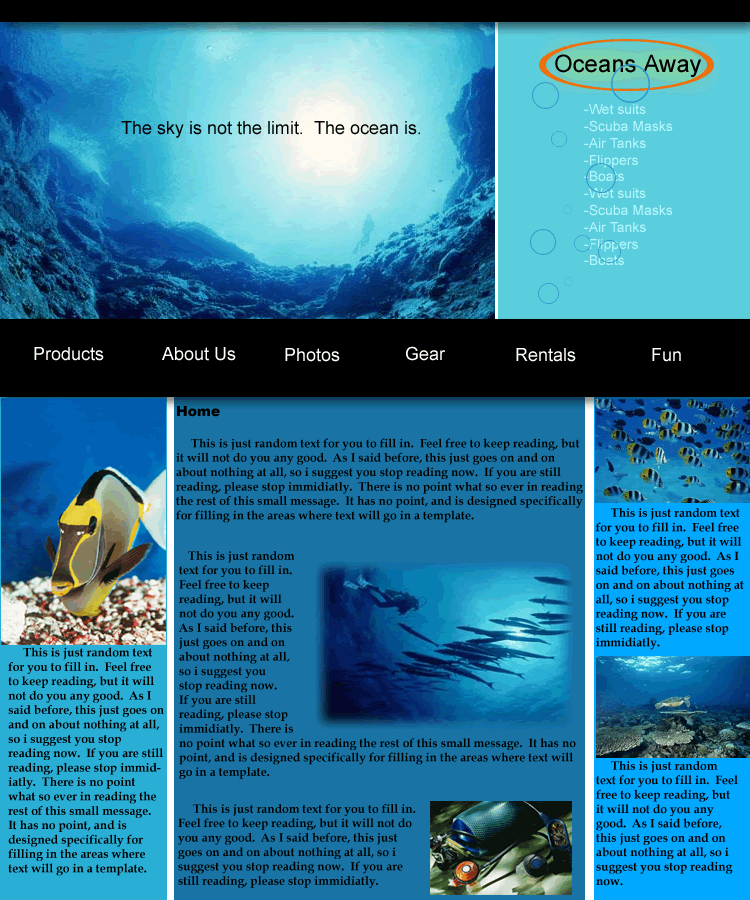 The sky is not the limit.  The ocean is.
Oceans Away
-Wet suits
-Scuba Masks
-Air Tanks
-Flippers
-Boats
-Wet suits
-Scuba Masks
-Air Tanks
-Flippers
-Boats
Products
About Us
Photos
Gear
Rentals
Fun
This is just random text
for you to fill in.  Feel free
to keep reading, but it will
not do you any good.  As I
said before, this just goes on
and on about nothing at all,
so i suggest you stop
reading now.  If you are still
reading, please stop immid-
iatly.  There is no point
what so ever in reading the
rest of this small message.
It has no point, and is
designed specifically for
filling in the areas where
text will go in a template.
Home
This is just random text for you to fill in.  Feel free to keep reading, but
it will not do you any good.  As I said before, this just goes on and on
about nothing at all, so i suggest you stop reading now.  If you are still
reading, please stop immidiatly.  There is no point what so ever in reading
the rest of this small message.  It has no point, and is designed specifically
for filling in the areas where text will go in a template.
This is just random
text for you to fill in.
Feel free to keep
reading, but it will
not do you any good.
As I said before, this
just goes on and on
about nothing at all,
so i suggest you
stop reading now.
If you are still
reading, please stop
immidiatly.  There is
no point what so ever in reading the rest of this small message.  It has no
point, and is designed specifically for filling in the areas where text will
go in a template.
This is just random text for you to fill in.
Feel free to keep reading, but it will not do
you any good.  As I said before, this just
goes on and on about nothing at all, so i
suggest you stop reading now.  If you are
still reading, please stop immidiatly.
This is just random text
for you to fill in.  Feel free
to keep reading, but it will
not do you any good.  As I
said before, this just goes
on and on about nothing at
all, so i suggest you stop
reading now.  If you are
still reading, please stop
immidiatly.
This is just random
text for you to fill in.  Feel
free to keep reading, but
it will not do you any
good.  As I said before,
this just goes on and on
about nothing at all, so i
suggest you stop reading
now.